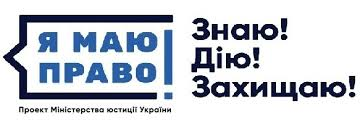 Я МАЮ
ПРАВО!
Проект Міністерства юстиції України
Знаю!
Дію!
Захищаю!